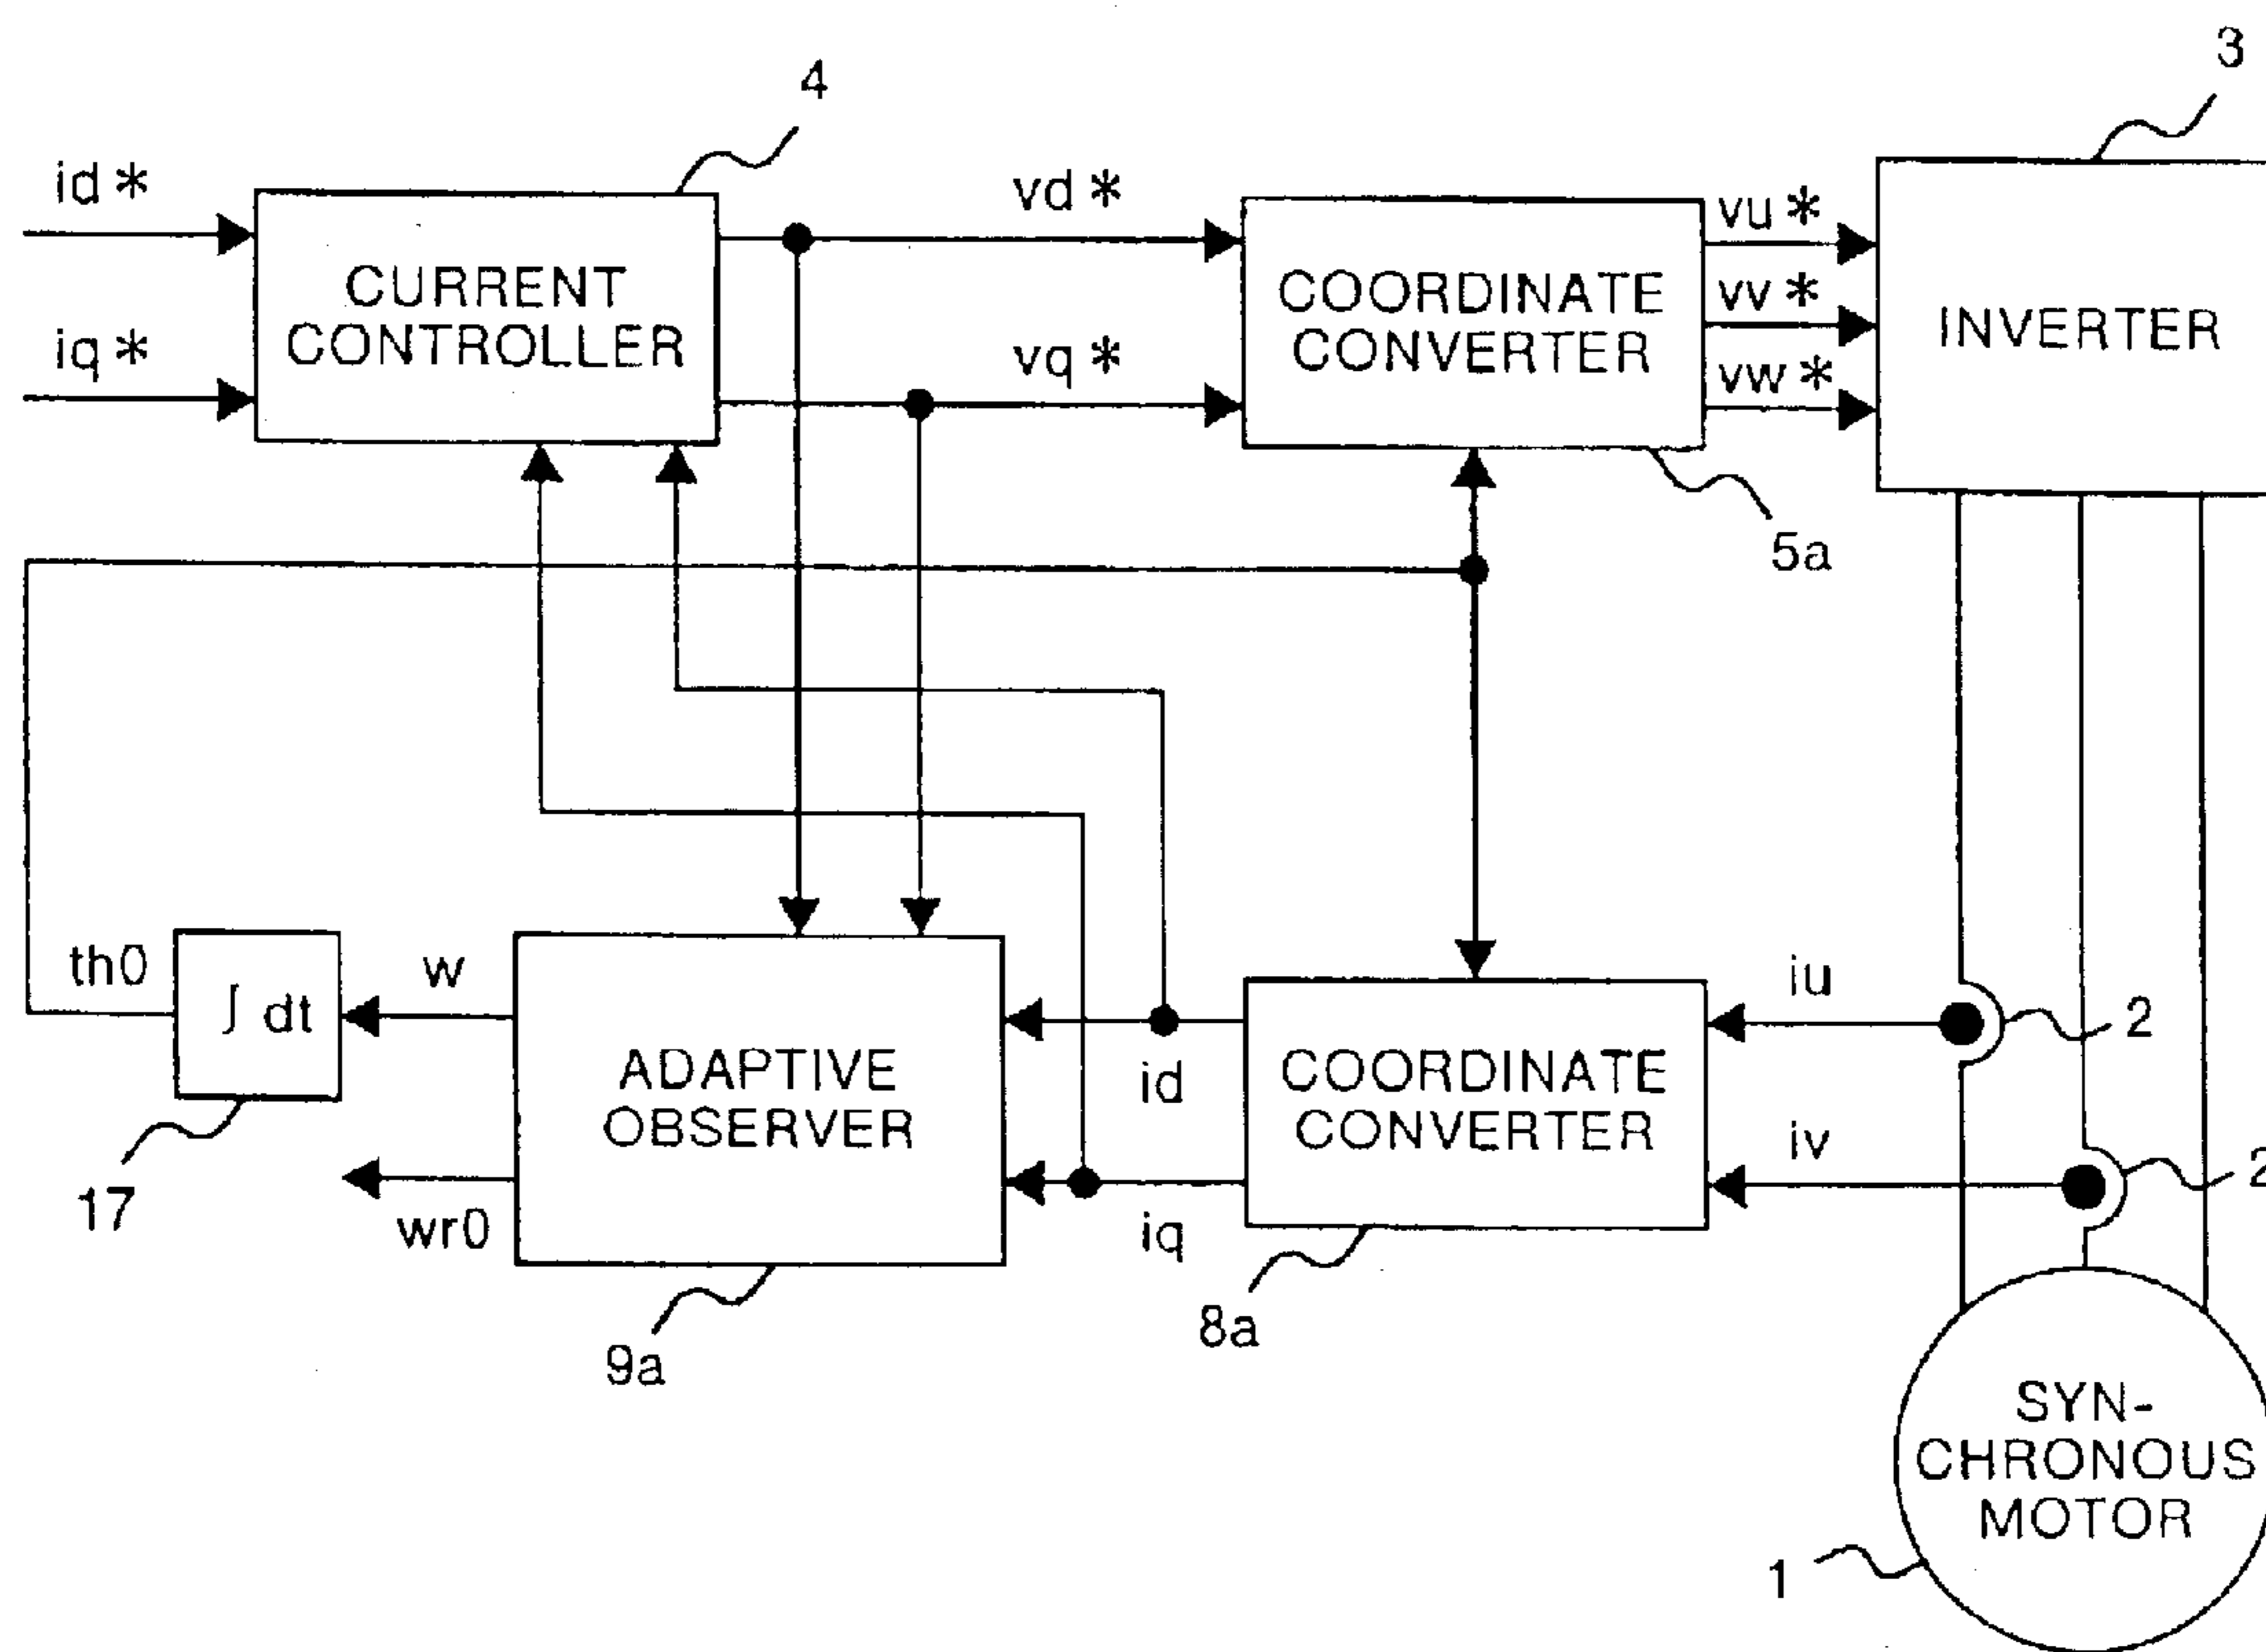 4
3
id *
vd *
vu *
CURRENT
CONTROLLER
COORDINATE
CONVERTER
vv *
INVERTER
iq *
vq *
vw *
5a
th0
w
iu
∫ dt
2
ADAPTIVE
OBSERVER
id
COORDINATE
CONVERTER
iv
2
17
wr0
iq
8a
9a
SYN-
CHRONOUS
MOTOR
1